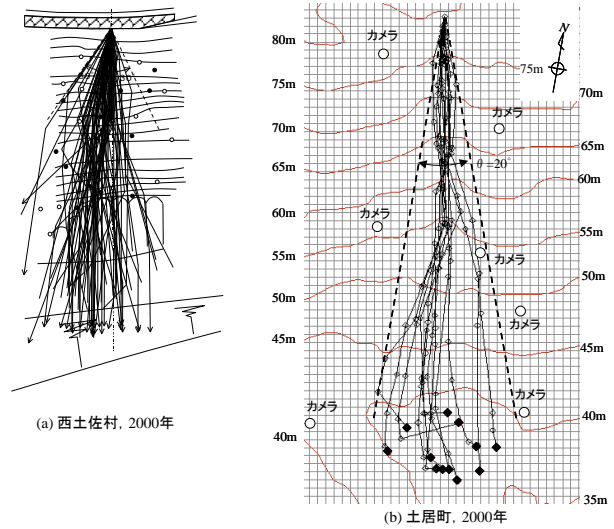 (a) 西土佐村, 2000年
80m
75m
70m
65m
60m
55m
50m
45m
40m
カメラ
カメラ
カメラ
カメラ
カメラ
カメラ
カメラ
N
75m
θ=20°
70m
65m
60m
55m
50m
45m
40m
35m
(b) 土居町, 2000年